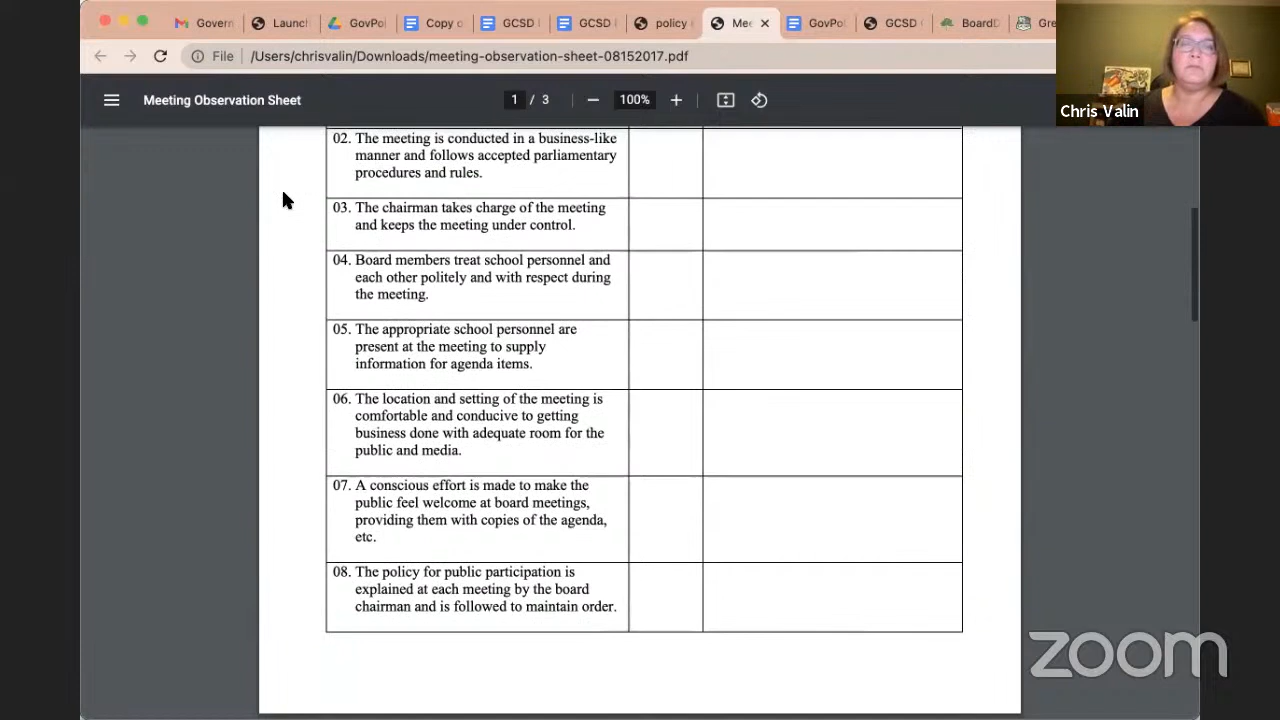 Govern
Launch
GovPol
Copy o
GCSD
GCSD
policy
Mee
GovPol
GCSD
BoardD
Gre
File
/Users/chrisvalin/Downloads/meeting-observation-sheet-08152017.pdf
Meeting Observation Sheet
1 / 3
100%
Chris Valin
02. The meeting is conducted in a business-like
manner and follows accepted parliamentary
procedures and rules.
03. The chairman takes charge of the meeting
and keeps the meeting under control.
04. Board members treat school personnel and
each other politely and with respect during
the meeting.
05. The appropriate school personnel are
present at the meeting to supply
information for agenda items.
06. The location and setting of the meeting is
comfortable and conducive to getting
business done with adequate room for the
public and media.
07. A conscious effort is made to make the
public feel welcome at board meetings,
providing them with copies of the agenda,
etc.
08. The policy for public participation is
explained at each meeting by the board
chairman and is followed to maintain order.
zoom